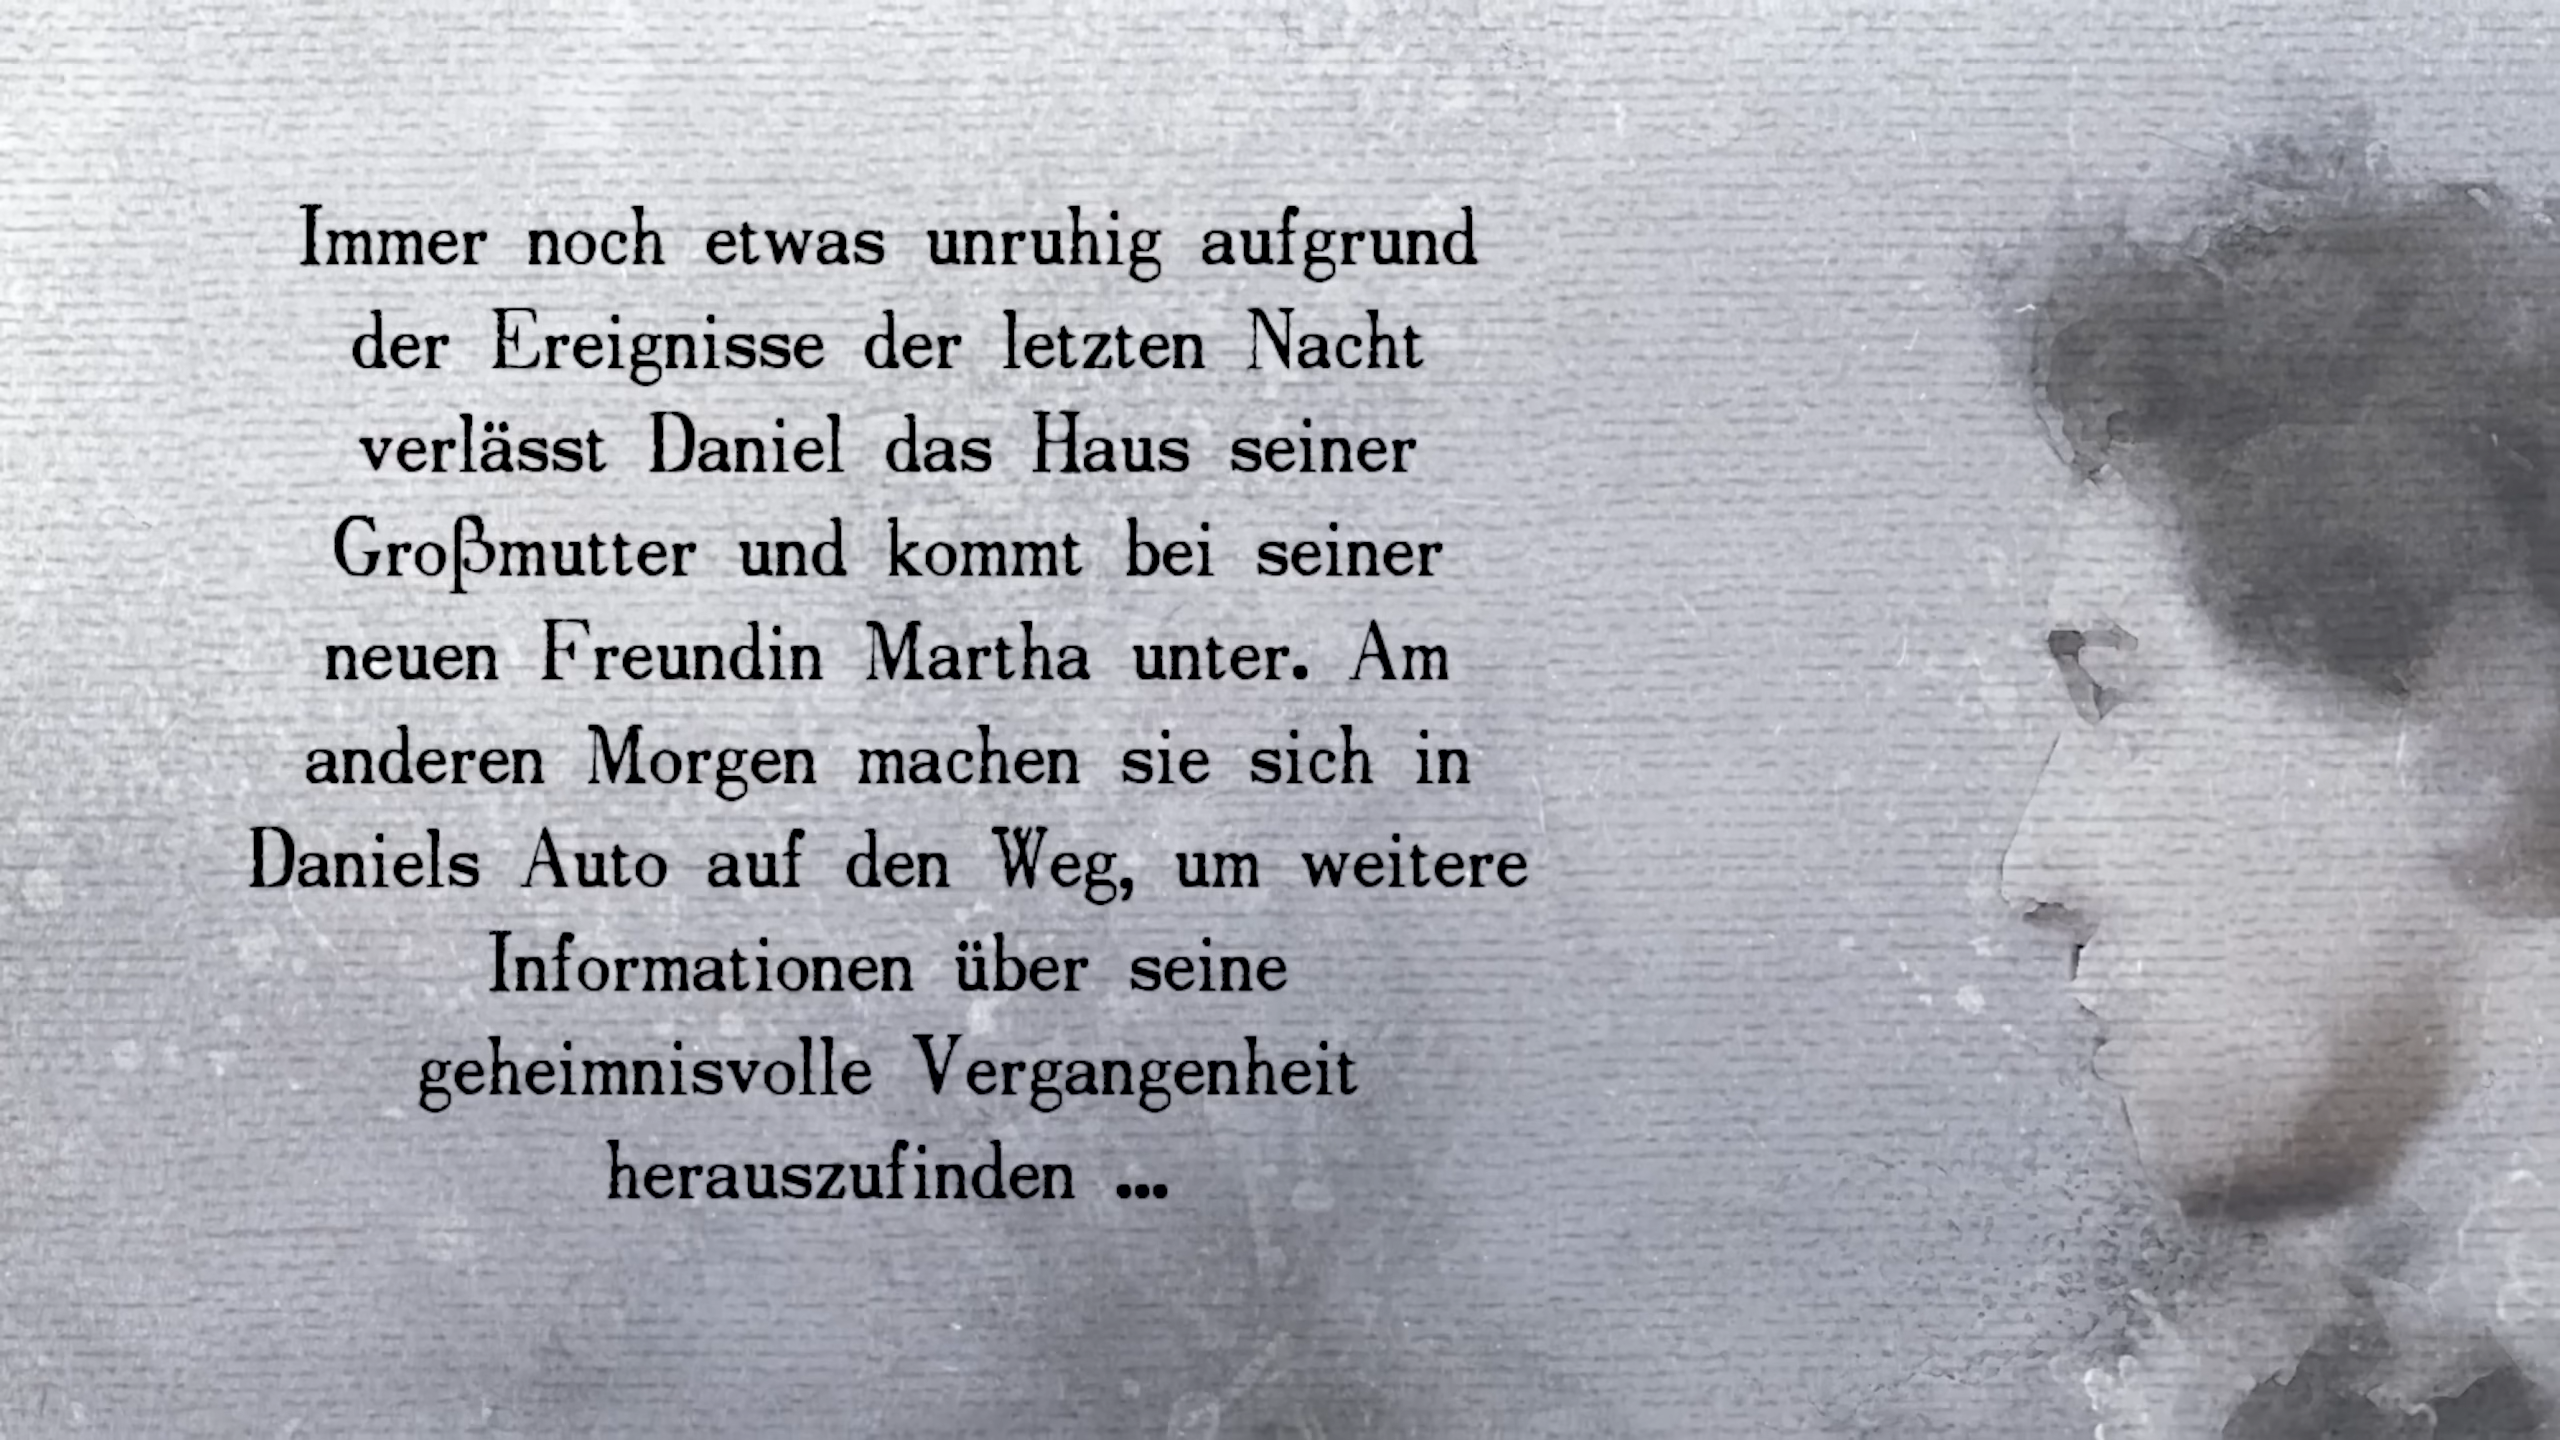 Immer noch etwas unruhig aufgrund
der Ereignisse der letzten Nacht
verlässt Daniel das Haus seiner
Großmutter und kommt bei seiner
neuen Freundin Martha unter. Am
anderen Morgen machen sie sich in
Daniels Auto auf den Weg, um weitere
Informationen über seine
geheimnisvolle Vergangenheit
herauszufinden ...